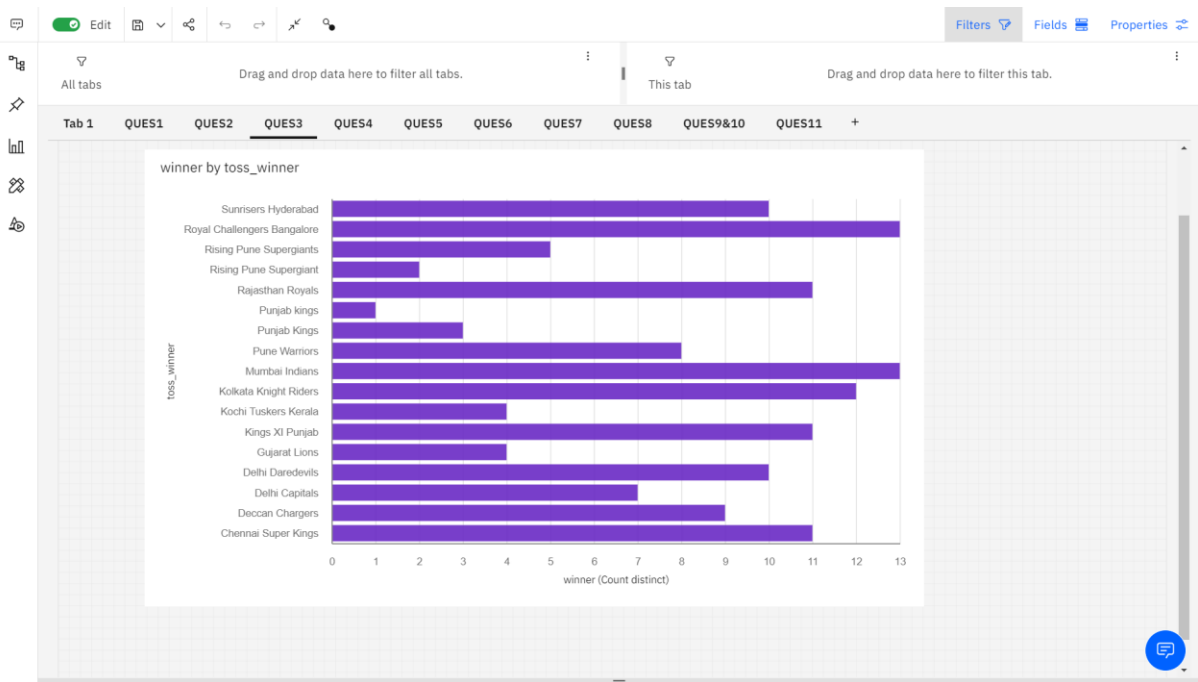 Edit
Filters
Fields
Properties
All tabs
Drag and drop data here to filter all tabs.
This tab
Drag and drop data here to filter this tab.
Tab 1 QUES1 QUES2 QUES3 QUES4 QUES5 QUES6 QUES7 QUES8 QUES9&10 QUES11 +
winner by toss_winner
toss_winner
Sunrisers Hyderabad
Royal Challengers Bangalore
Rising Pune Supergiants
Rising Pune Supergiant
Rajasthan Royals
Punjab kings
Punjab Kings
Pune Warriors
Mumbai Indians
Kolkata Knight Riders
Kochi Tuskers Kerala
Kings XI Punjab
Gujarat Lions
Delhi Daredevils
Delhi Capitals
Deccan Chargers
Chennai Super Kings
0 1 2 3 4 5 6 7 8 9 10 11 12 13
winner (Count distinct)